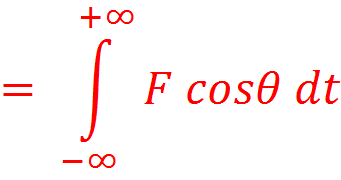 = ∫_{-∞}^{+∞} F cosθ dt